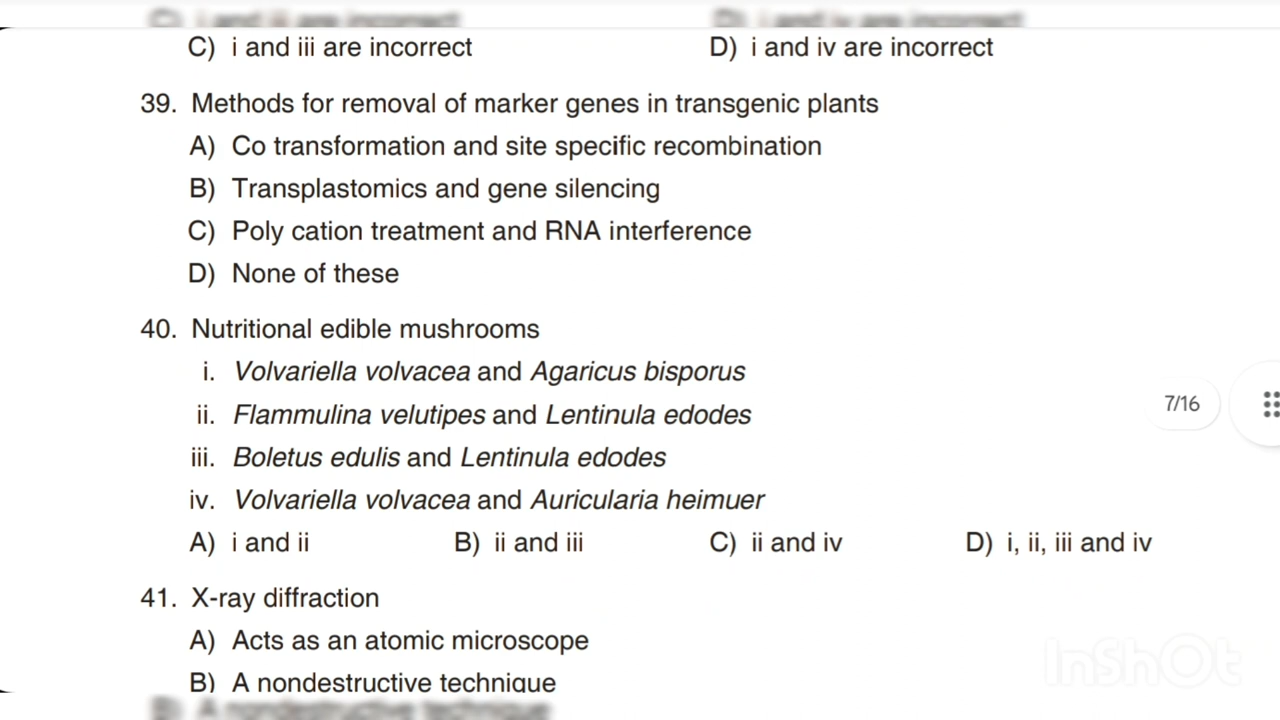 C) i and iii are incorrect D) i and iv are incorrect
39. Methods for removal of marker genes in transgenic plants
A) Co transformation and site specific recombination
B) Transplastomics and gene silencing
C) Poly cation treatment and RNA interference
D) None of these
40. Nutritional edible mushrooms
i. Volvariella volvacea and Agaricus bisporus
ii. Flammulina velutipes and Lentinula edodes
iii. Boletus edulis and Lentinula edodes
7/16
iv. Volvariella volvacea and Auricularia heimuer
A) i and ii B) ii and iii C) ii and iv D) i, ii, iii and iv
41. X-ray diffraction
A) Acts as an atomic microscope
B) A nondestructive technique
InShOt